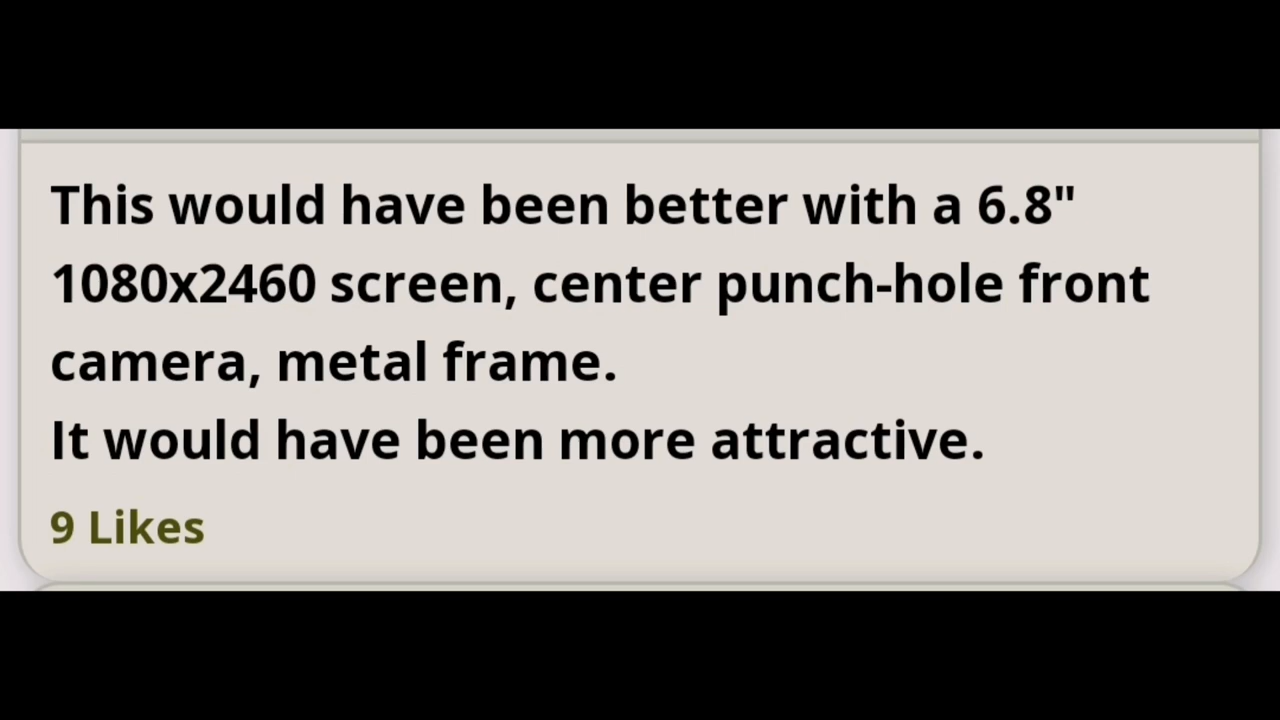 This would have been better with a 6.8"
1080x2460 screen, center punch-hole front
camera, metal frame.
It would have been more attractive.
9 Likes